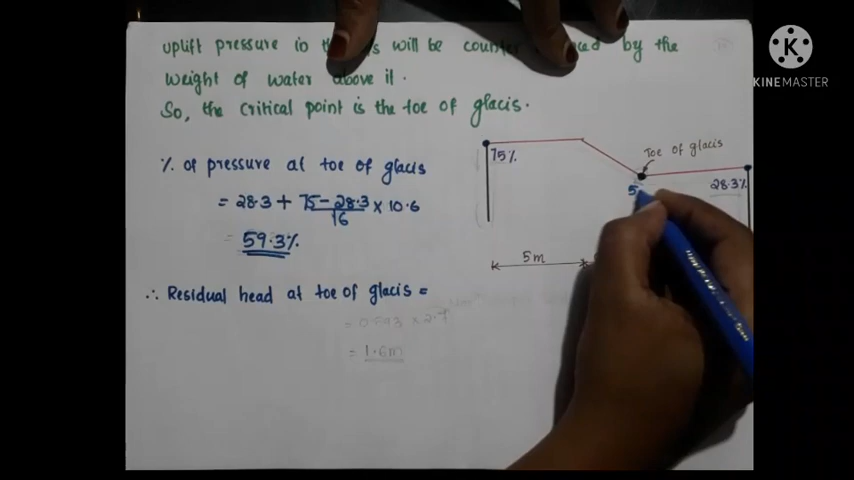 uplift pressure in will be counter by the
weight of water above it.
So, the critical point is the toe of glacis.
% of pressure at toe of glacis
= 28.3 + 75 - 28.3 / 16 × 10.6
= 59.3%
∴ Residual head at toe of glacis =
= 0.593 × 2.7
= 1.6m
75%
Toe of glacis
5
28.3%
5m
K
KINEMASTER